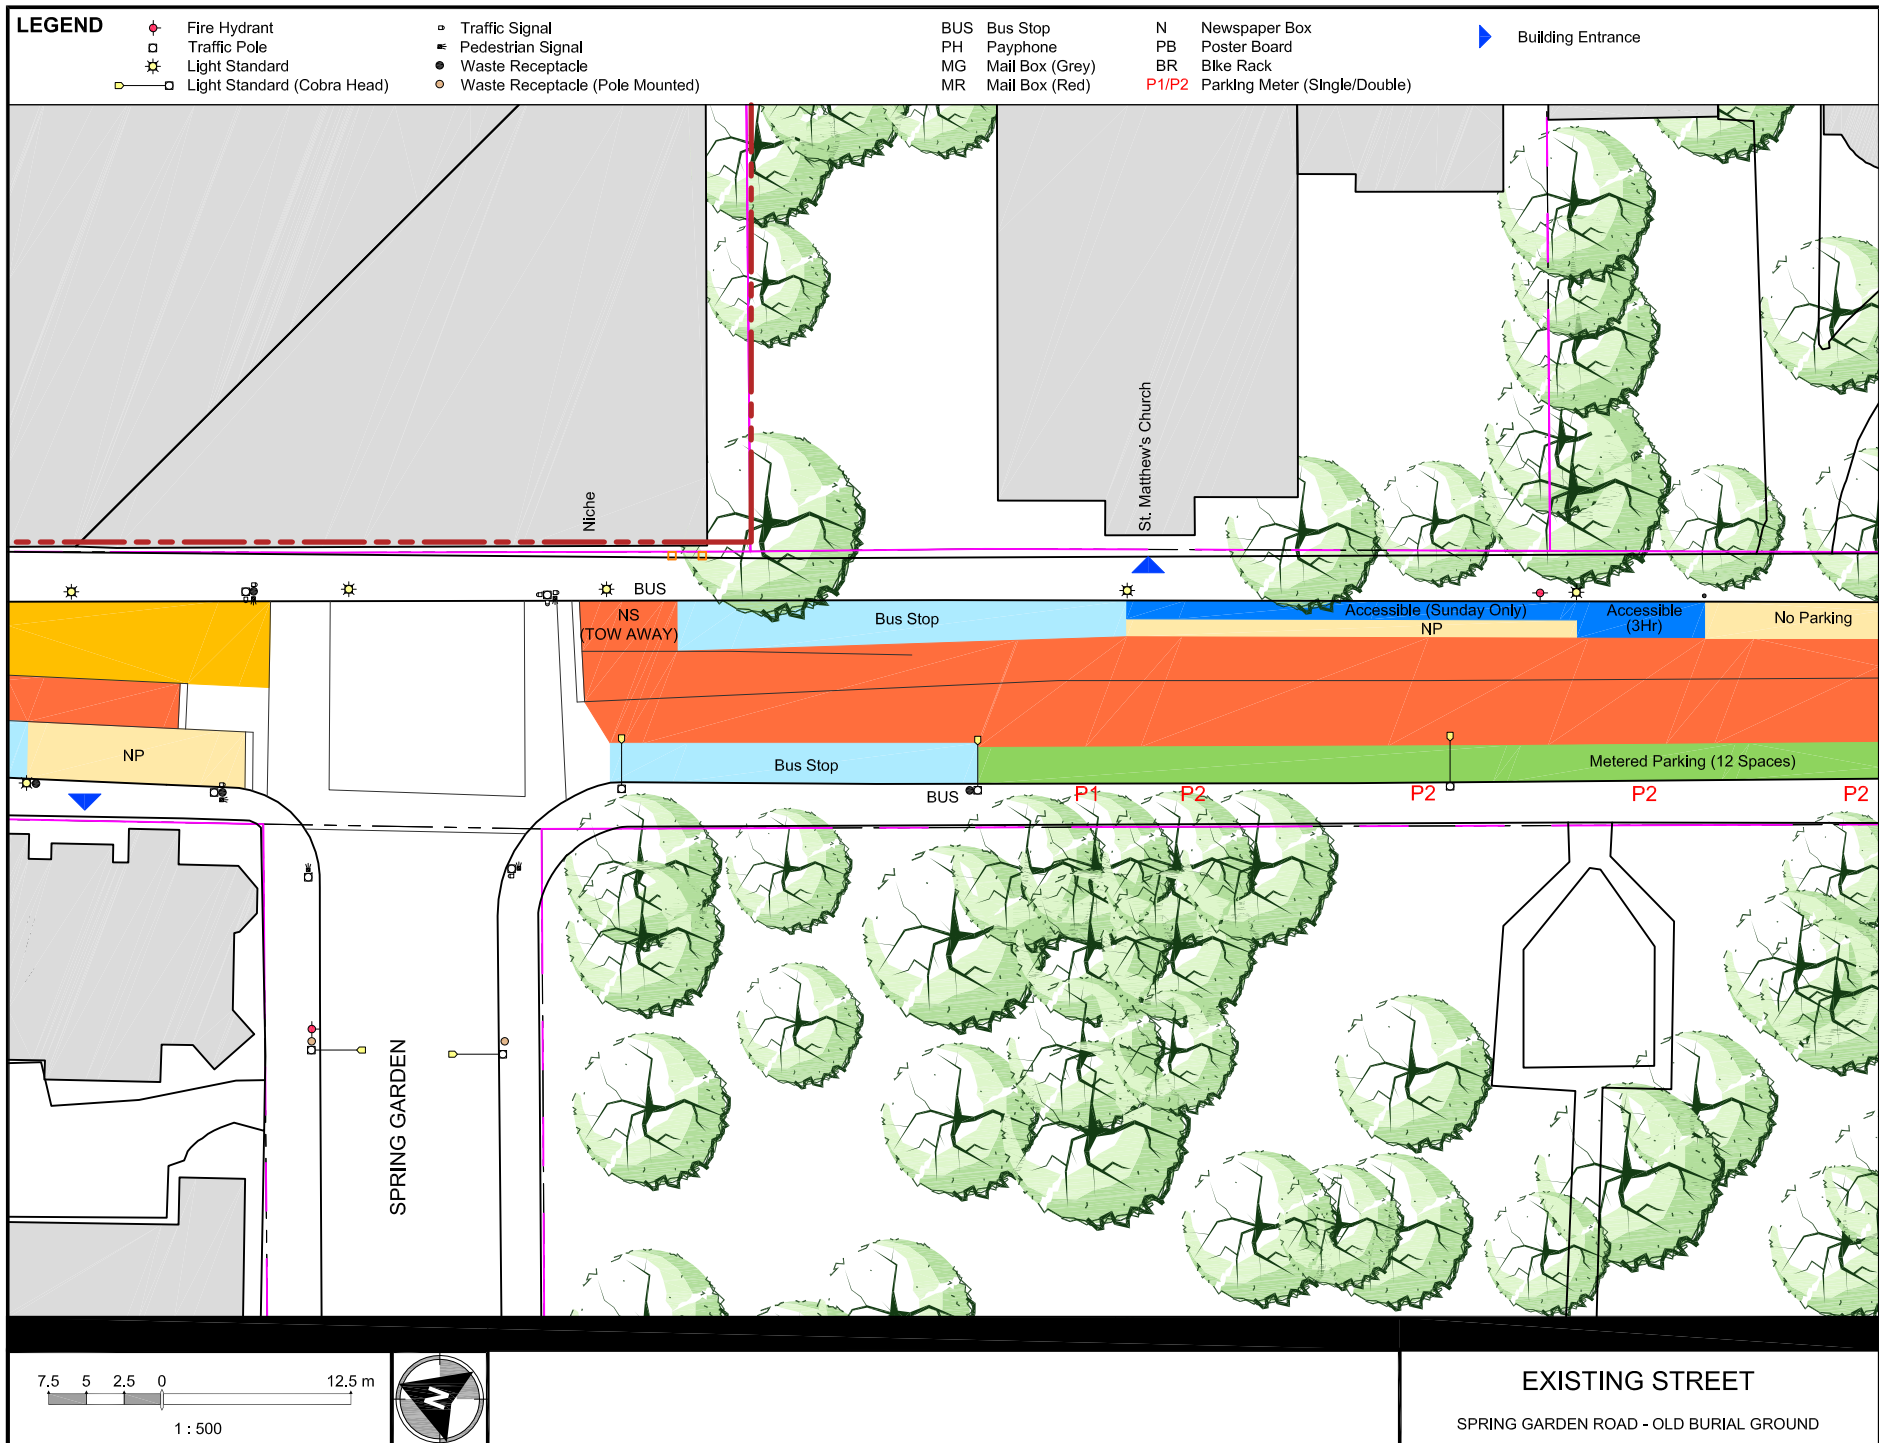 LEGEND
Fire Hydrant
Traffic Pole
Light Standard
Light Standard (Cobra Head)
Traffic Signal
Pedestrian Signal
Waste Receptacle
Waste Receptacle (Pole Mounted)
BUS Bus Stop
PH Payphone
MG Mail Box (Grey)
MR Mail Box (Red)
N Newspaper Box
PB Poster Board
BR Bike Rack
P1/P2 Parking Meter (Single/Double)
Building Entrance
Niche
St. Matthew's Church
BUS
NS
(TOW AWAY)
Bus Stop
Accessible (Sunday Only)
NP
Accessible
(3Hr)
No Parking
NP
Bus Stop
Metered Parking (12 Spaces)
BUS
P1 P2 P2 P2 P2
SPRING GARDEN
7.5 5 2.5 0 12.5 m
1 : 500
N
EXISTING STREET
SPRING GARDEN ROAD - OLD BURIAL GROUND